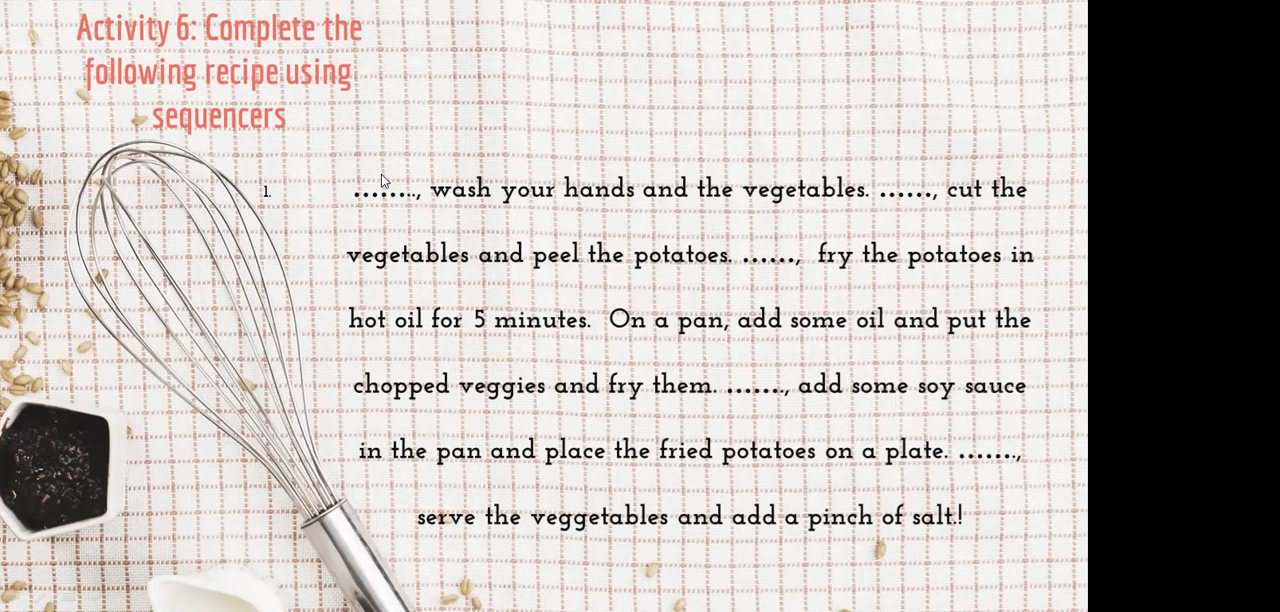 Activity 6: Complete the
following recipe using
sequencers
1. ........, wash your hands and the vegetables. ......, cut the
vegetables and peel the potatoes. ......, fry the potatoes in
hot oil for 5 minutes. On a pan, add some oil and put the
chopped veggies and fry them. ......., add some soy sauce
in the pan and place the fried potatoes on a plate. .......,
serve the veggetables and add a pinch of salt.!